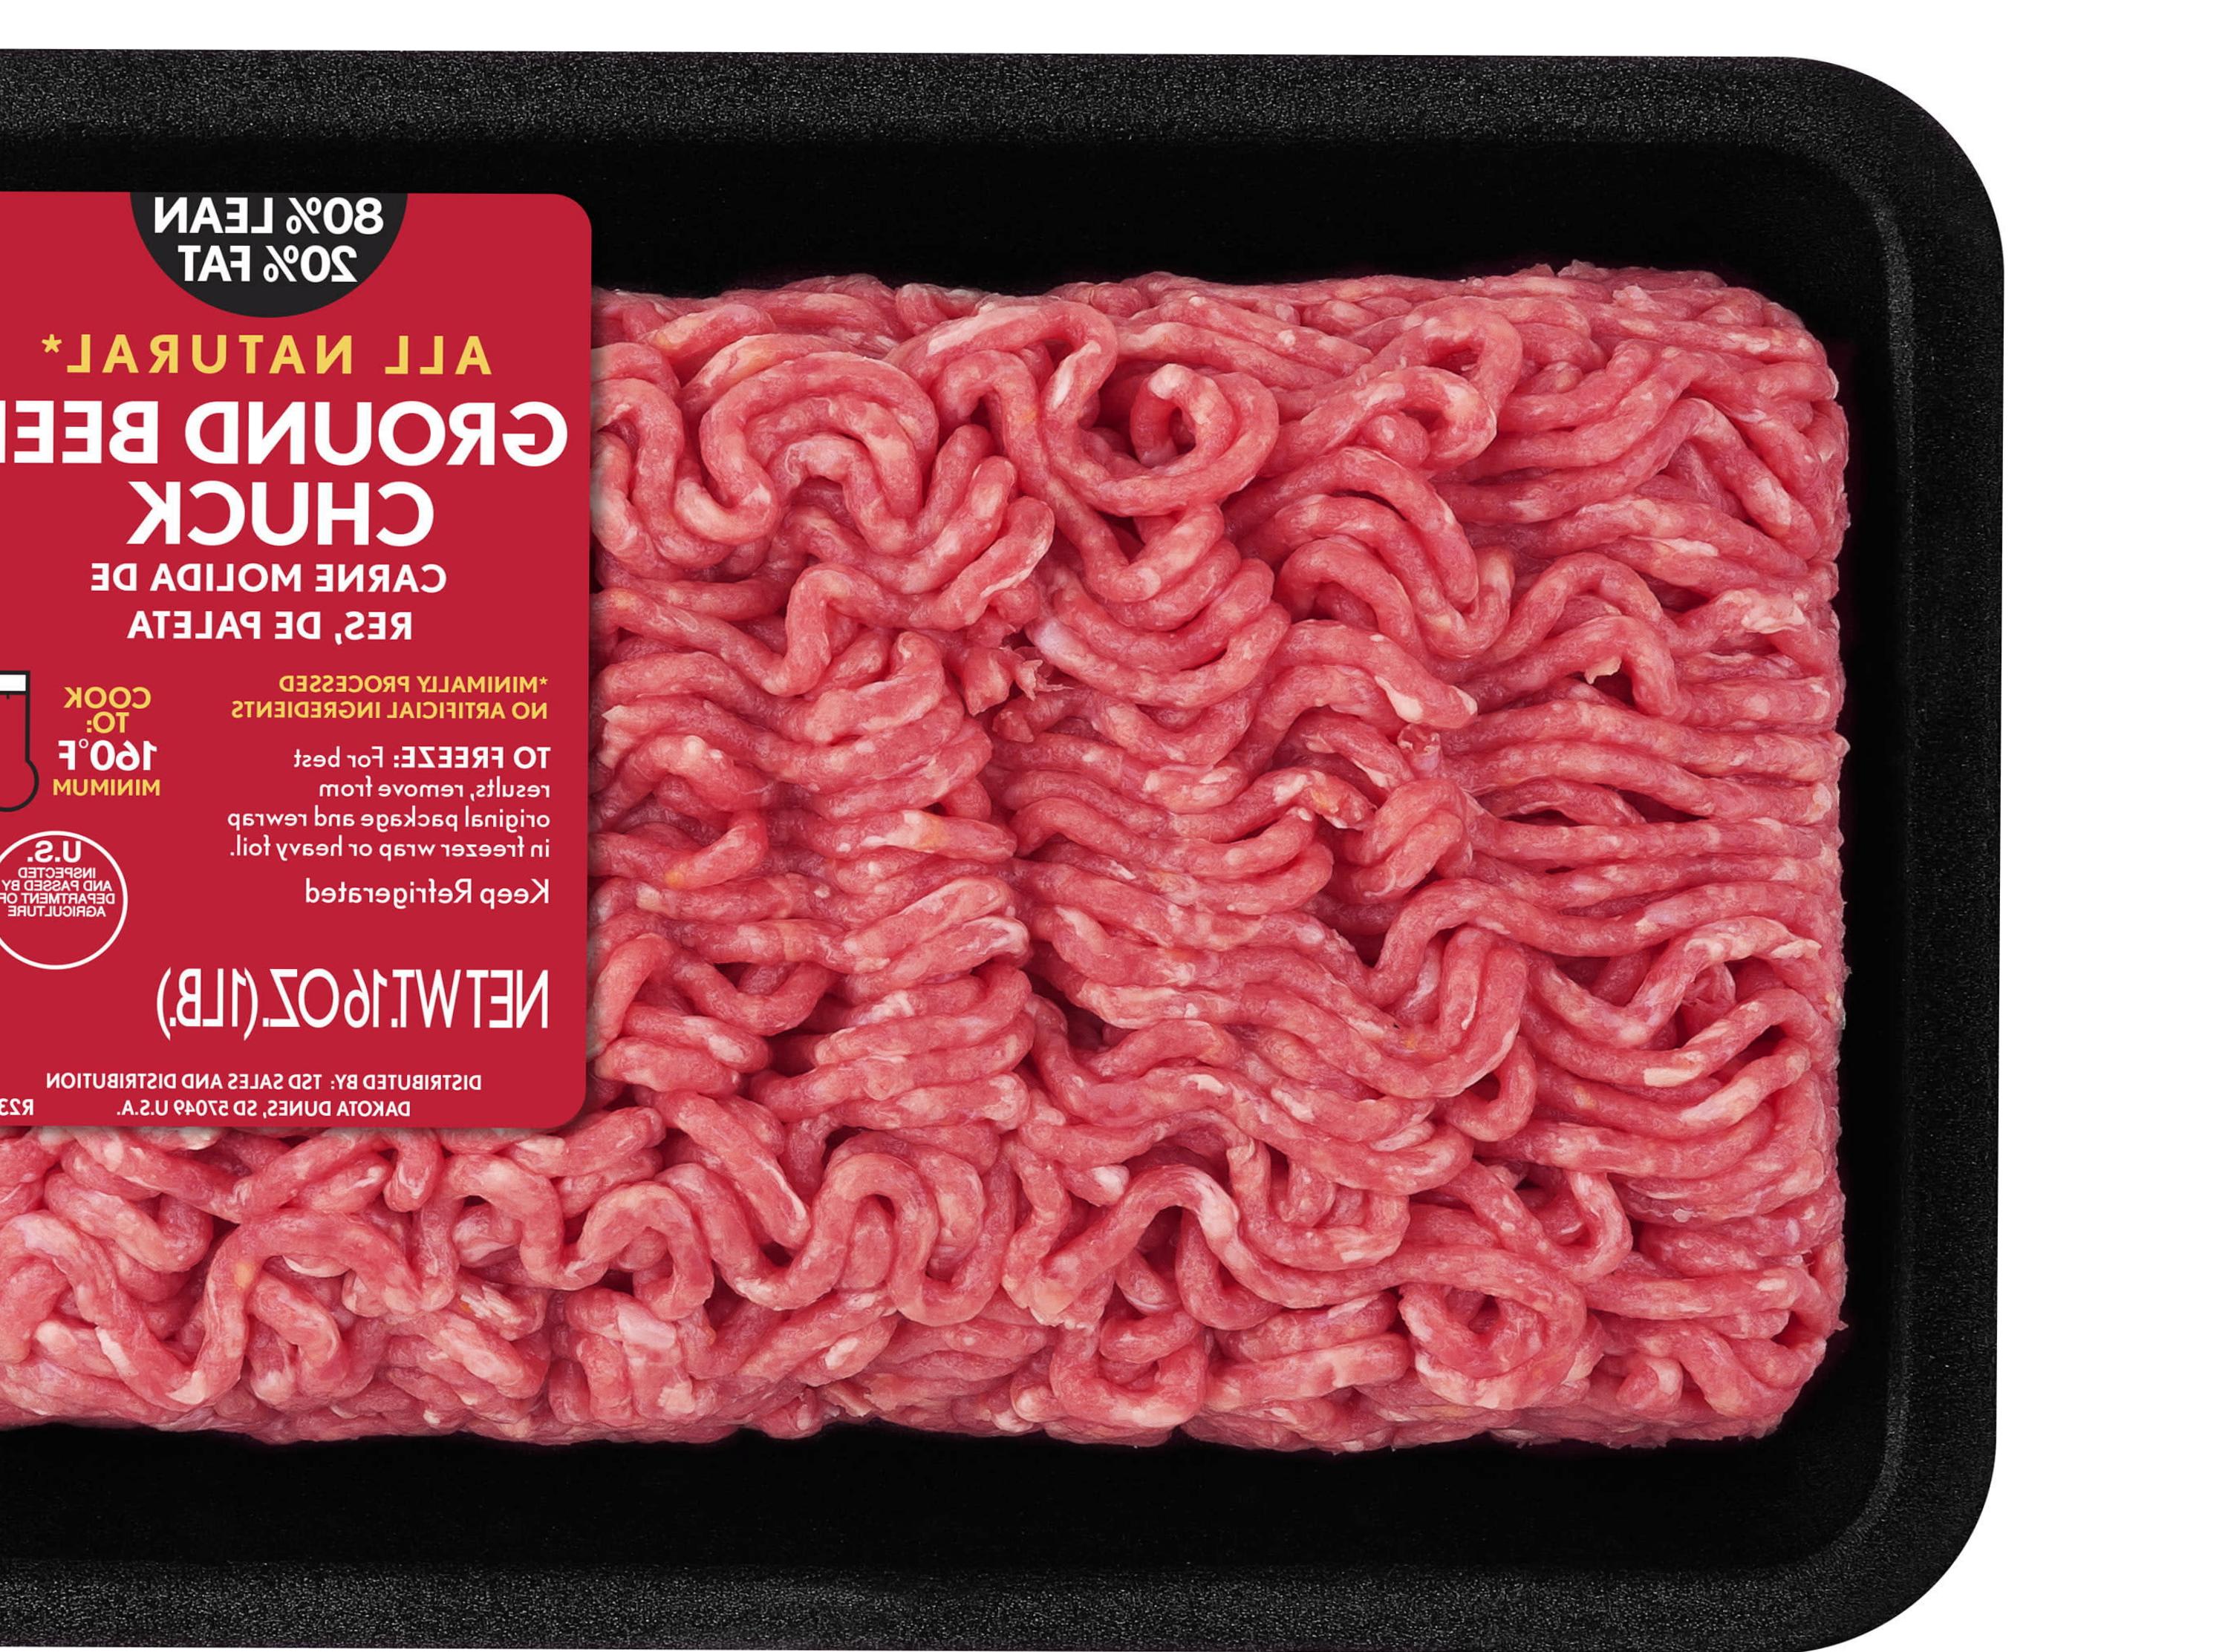 80% LEAN
20% FAT
ALL NATURAL*
GROUND BEEF
CHUCK
CARNE MOLIDA DE
RES, DE PALETA
*MINIMALLY PROCESSED
NO ARTIFICIAL INGREDIENTS
TO FREEZE: For best
results, remove from
original package and rewrap
in freezer wrap or heavy foil.
Keep Refrigerated
COOK
TO:
160°F
MINIMUM
U.S.
INSPECTED
AND PASSED BY
DEPARTMENT OF
AGRICULTURE
NET WT. 16 OZ. (1 LB.)
DISTRIBUTED BY: TSD SALES AND DISTRIBUTION
DAKOTA DUNES, SD 57049 U.S.A.